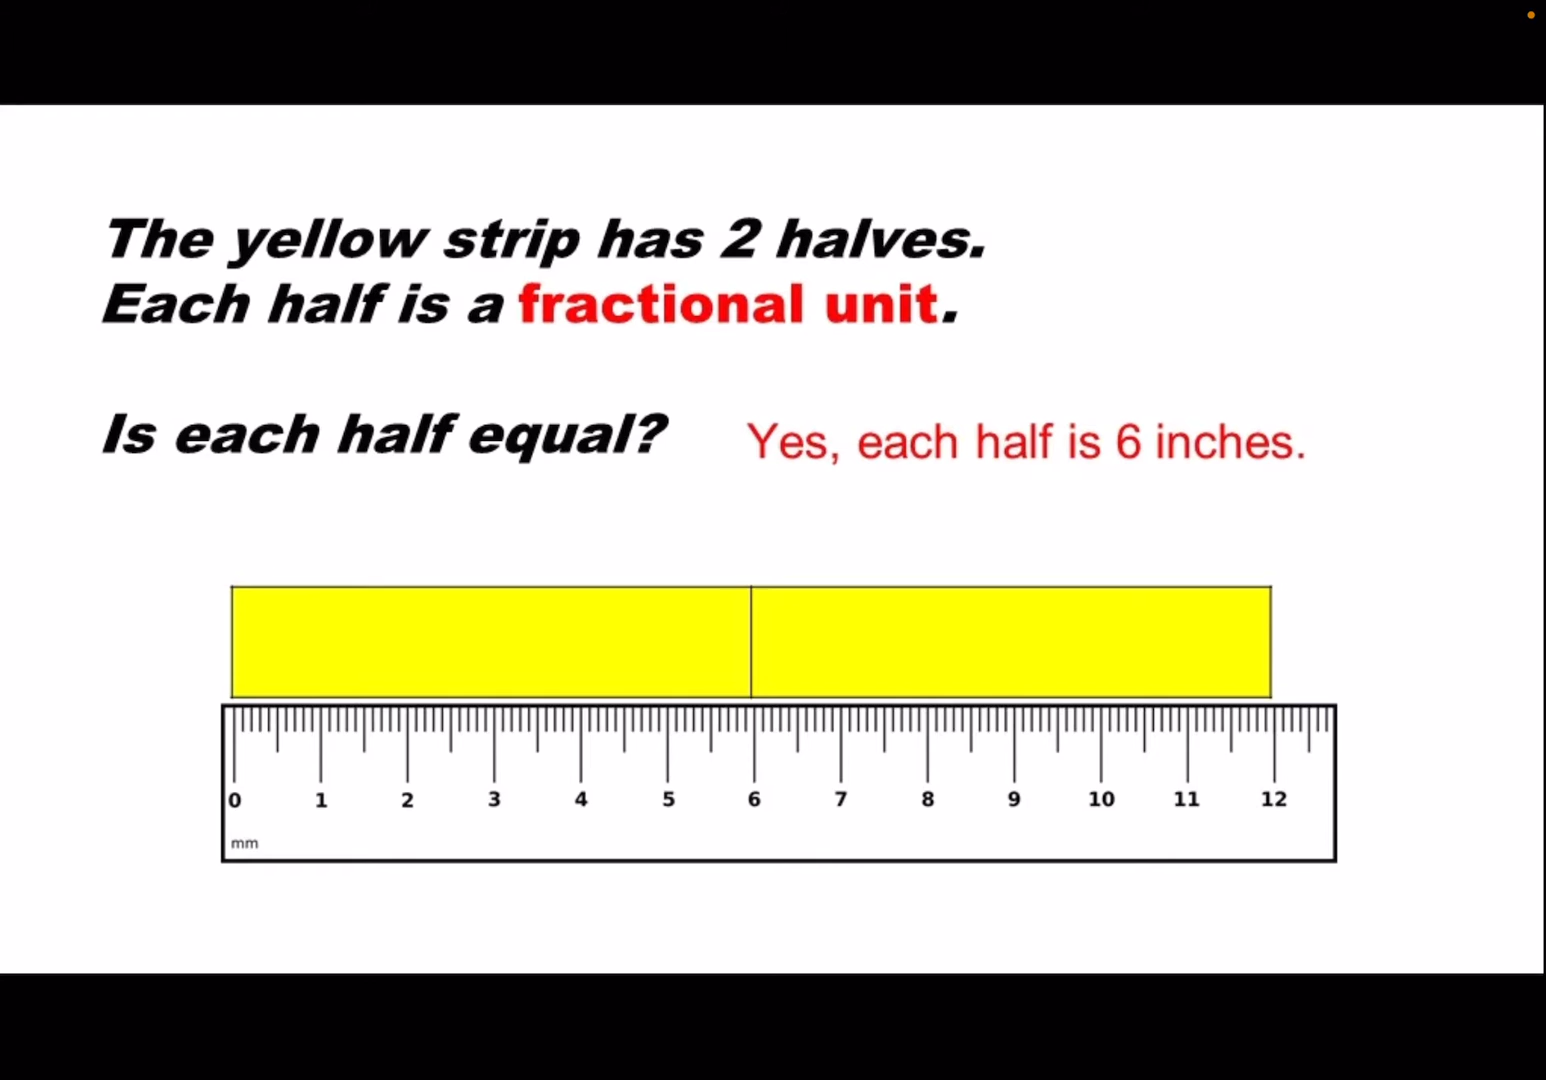 The yellow strip has 2 halves.
Each half is a fractional unit.
Is each half equal? Yes, each half is 6 inches.
0 1 2 3 4 5 6 7 8 9 10 11 12
mm